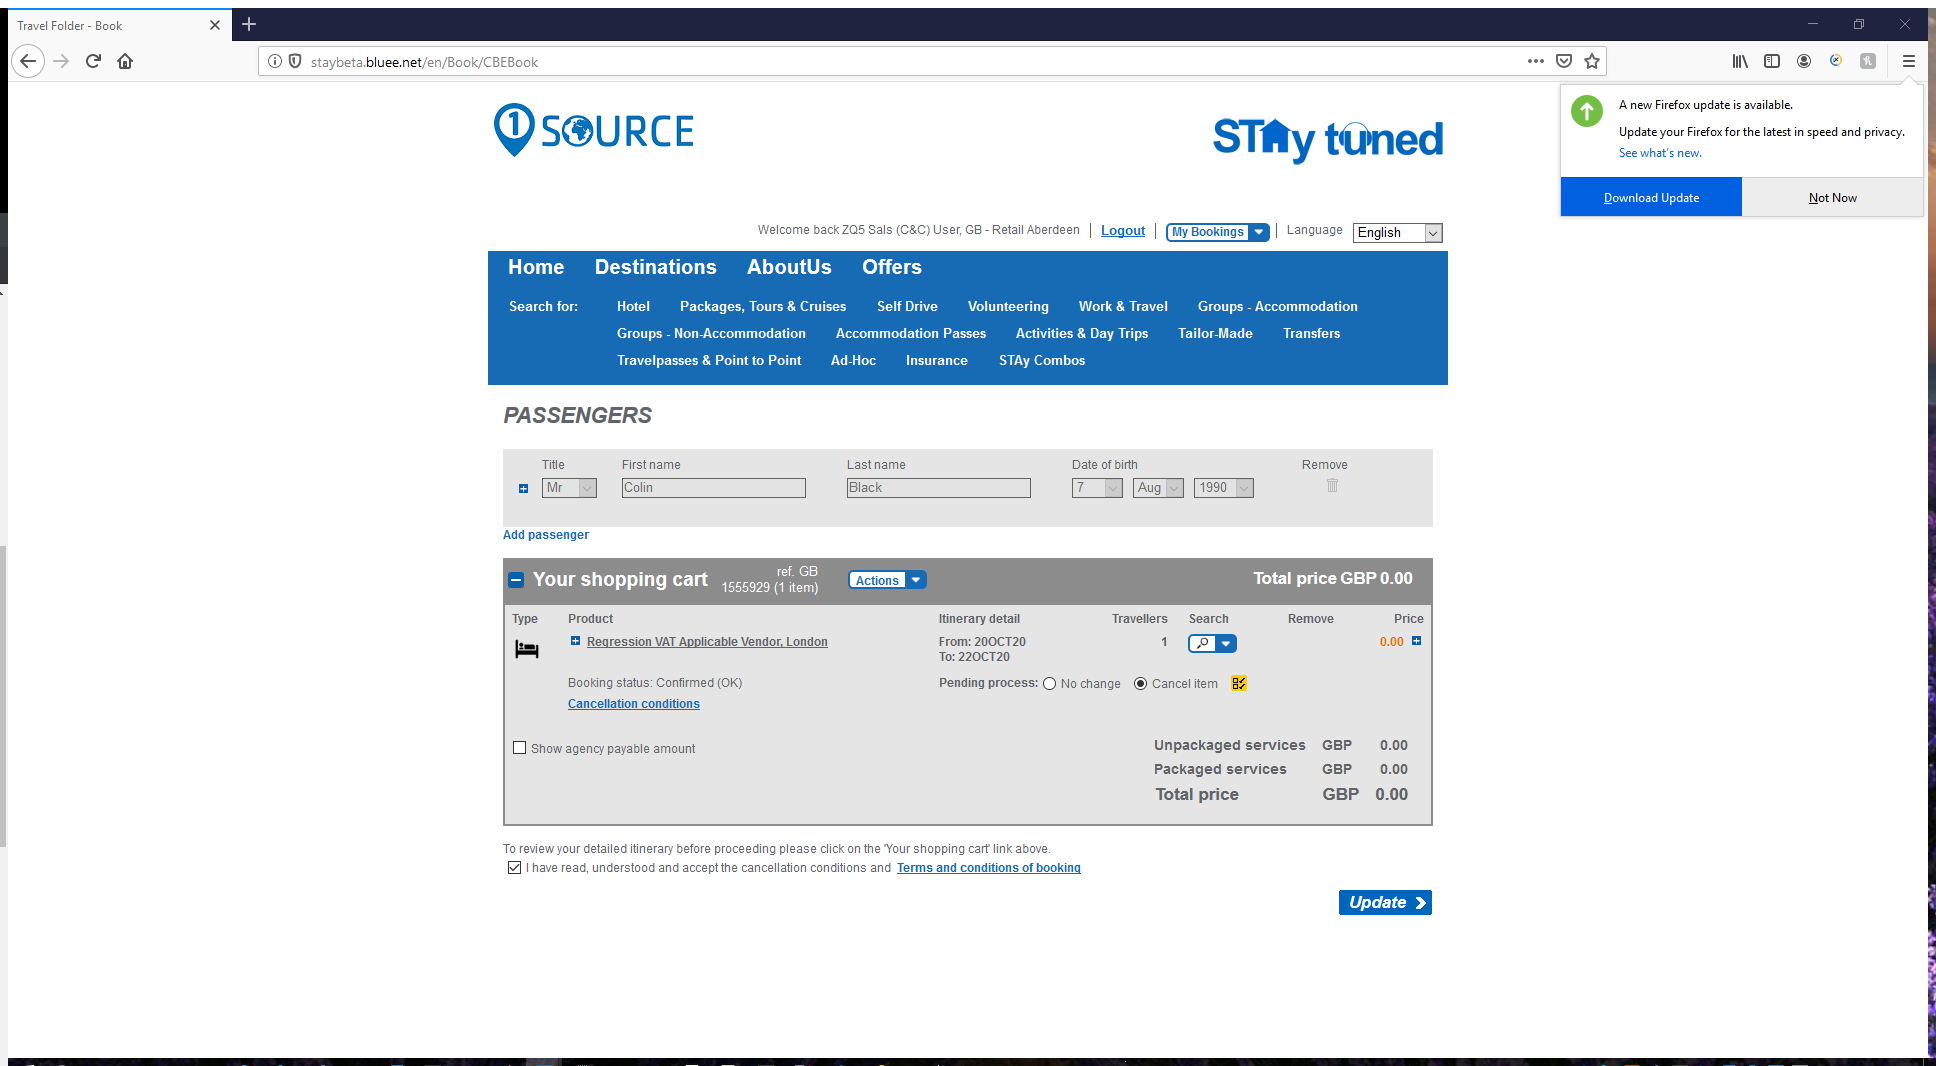 Travel Folder - Book
staybeta.bluee.net/en/Book/CBEBook
A new Firefox update is available.
Update your Firefox for the latest in speed and privacy.
See what's new.
Download Update
Not Now
1 SOURCE
STAy tuned
Welcome back ZQ5 Sals (C&C) User, GB - Retail Aberdeen | Logout | My Bookings | Language English
Home Destinations AboutUs Offers
Search for: Hotel Packages, Tours & Cruises Self Drive Volunteering Work & Travel Groups - Accommodation
Groups - Non-Accommodation Accommodation Passes Activities & Day Trips Tailor-Made Transfers
Travelpasses & Point to Point Ad-Hoc Insurance STAy Combos
PASSENGERS
Title First name Last name Date of birth Remove
Mr Colin Black 7 Aug 1990
Add passenger
Your shopping cart ref. GB 1555929 (1 item) Actions Total price GBP 0.00
Type Product Itinerary detail Travellers Search Remove Price
Regression VAT Applicable Vendor, London From: 20OCT20 1 0.00
To: 22OCT20
Booking status: Confirmed (OK) Pending process: No change Cancel item
Cancellation conditions
Show agency payable amount
Unpackaged services GBP 0.00
Packaged services GBP 0.00
Total price GBP 0.00
To review your detailed itinerary before proceeding please click on the 'Your shopping cart' link above.
I have read, understood and accept the cancellation conditions and Terms and conditions of booking
Update